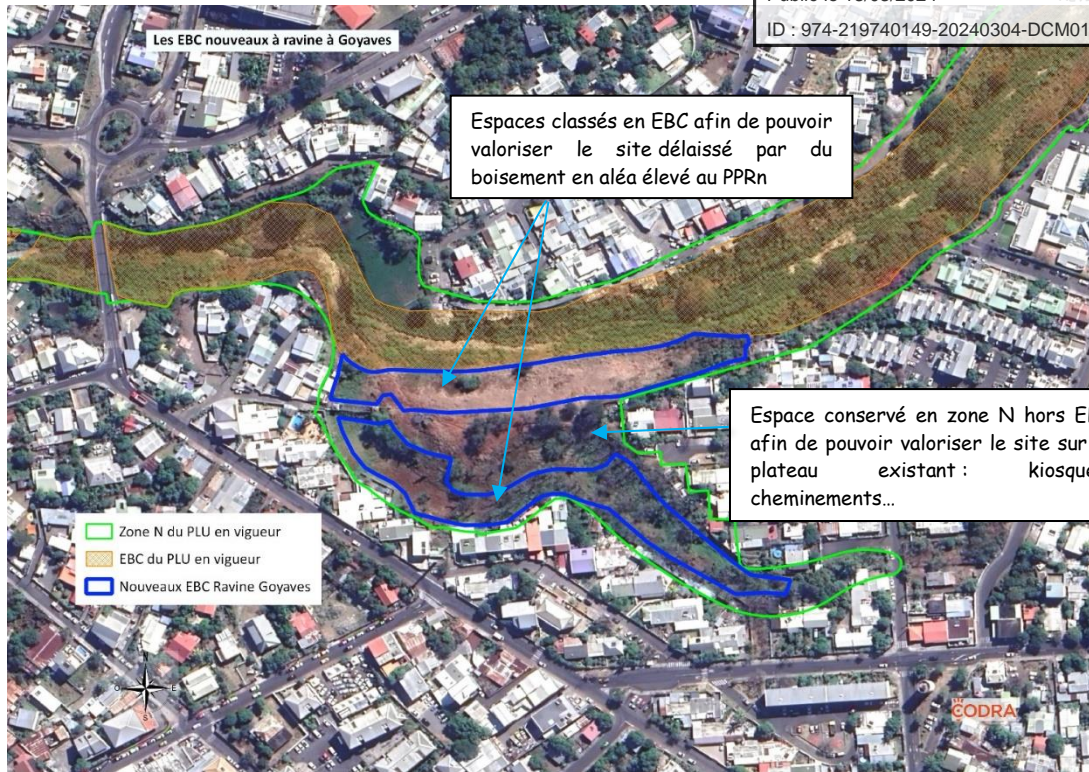 ID : 974-219740149-20240304-DCM01
Les EBC nouveaux à ravine à Goyaves
Espaces classés en EBC afin de pouvoir
valoriser le site délaissé par du
boisement en aléa élevé au PPRn
Espace conservé en zone N hors
afin de pouvoir valoriser le site sur
plateau existant :
cheminements...
Zone N du PLU en vigueur
EBC du PLU en vigueur
Nouveaux EBC Ravine Goyaves
N
O
E
S
CODRA